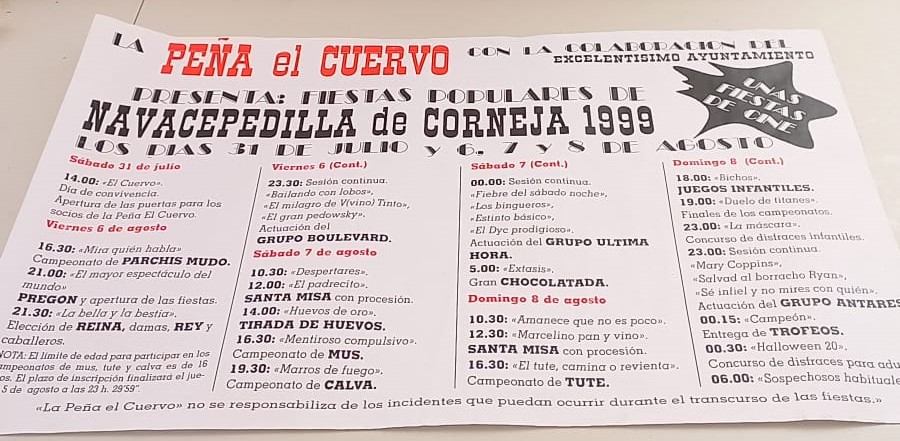 LA PEÑA el CUERVO CON LA COLABORACION DEL
EXCELENTISIMO AYUNTAMIENTO
PRESENTA: FIESTAS POPULARES DE
NAVACEPEDILLA de CORNEJA 1999
LOS DIAS 31 DE JULIO y 6, 7 y 8 DE AGOSTO
UNAS
FIESTAS
DE CINE
Sábado 31 de julio
14.00: «El Cuervo».
Día de convivencia.
Apertura de las puertas para los
socios de la Peña El Cuervo.
Viernes 6 de agosto
16.30: «Mira quién habla»
Campeonato de PARCHIS MUDO.
21.00: «El mayor espectáculo del
mundo»
PREGON y apertura de las fiestas.
21.30: «La bella y la bestia».
Elección de REINA, damas, REY y
caballeros.
NOTA: El límite de edad para participar en los
ampeonatos de mus, tute y calva es de 16
os. El plazo de inscripción finalizará el jue-
5 de agosto a las 23 h. 29'59".
Viernes 6 (Cont.)
23.30: Sesión continua.
«Bailando con lobos»,
«El milagro de V(vino) Tinto»,
«El gran pedowsky».
Actuación del
GRUPO BOULEVARD.
Sábado 7 de agosto
10.30: «Despertares».
12.00: «El padrecito».
SANTA MISA con procesión.
14.00: «Huevos de oro».
TIRADA DE HUEVOS.
16.30: «Mentiroso compulsivo».
Campeonato de MUS.
19.30: «Marros de fuego».
Campeonato de CALVA.
Sábado 7 (Cont.)
00.00: Sesión continua.
«Fiebre del sábado noche»,
«Los bingueros»,
«Estinto básico»,
«El Dyc prodigioso».
Actuación del GRUPO ULTIMA
HORA.
5.00: «Extasis».
Gran CHOCOLATADA.
Domingo 8 de agosto
10.30: «Amanece que no es poco».
12.30: «Marcelino pan y vino».
SANTA MISA con procesión.
16.30: «El tute, camina o revienta».
Campeonato de TUTE.
Domingo 8 (Cont.)
18.00: «Bichos».
JUEGOS INFANTILES.
19.00: «Duelo de titanes».
Finales de los campeonatos.
23.00: «La máscara».
Concurso de disfraces infantiles.
23.00: Sesión continua.
«Mary Coppins»,
«Salvad al borracho Ryan»,
«Sé infiel y no mires con quién».
Actuación del GRUPO ANTARES
00.15: «Campeón».
Entrega de TROFEOS.
00.30: «Halloween 20».
Concurso de disfraces para adu
06.00: «Sospechosos habituale
«La Peña el Cuervo» no se responsabiliza de los incidentes que puedan ocurrir durante el transcurso de las fiestas.»